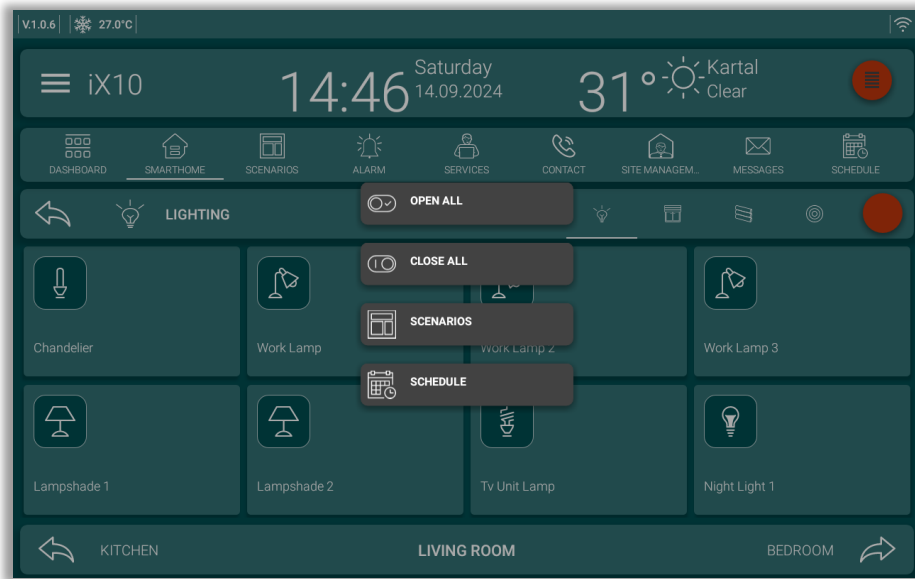 V.1.0.6 27.0°C
iX10 14:46 Saturday 14.09.2024 31° Kartal Clear
DASHBOARD SMARTHOME SCENARIOS ALARM SERVICES CONTACT SITE MANAGEM... MESSAGES SCHEDULE
LIGHTING
OPEN ALL
CLOSE ALL
SCENARIOS
SCHEDULE
Chandelier Work Lamp Work Lamp 2 Work Lamp 3
Lampshade 1 Lampshade 2 Tv Unit Lamp Night Light 1
KITCHEN LIVING ROOM BEDROOM